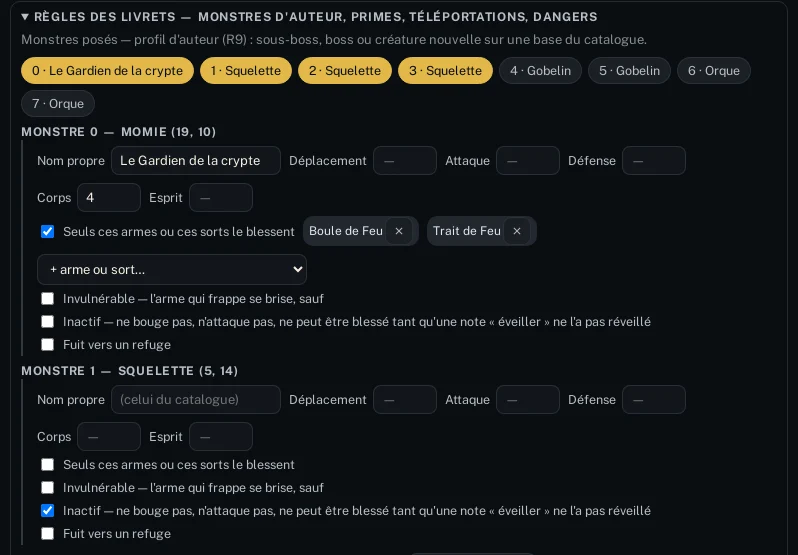 ▼ RÈGLES DES LIVRETS — MONSTRES D'AUTEUR, PRIMES, TÉLÉPORTATIONS, DANGERS
Monstres posés — profil d'auteur (R9) : sous-boss, boss ou créature nouvelle sur une base du catalogue.
0 · Le Gardien de la crypte 1 · Squelette 2 · Squelette 3 · Squelette 4 · Gobelin 5 · Gobelin 6 · Orque
7 · Orque
MONSTRE 0 — MOMIE (19, 10)
Nom propre Le Gardien de la crypte Déplacement — Attaque — Défense —
Corps 4 Esprit —
Seuls ces armes ou ces sorts le blessent Boule de Feu × Trait de Feu ×
+ arme ou sort...
Invulnérable — l'arme qui frappe se brise, sauf
Inactif — ne bouge pas, n'attaque pas, ne peut être blessé tant qu'une note « éveiller » ne l'a pas réveillé
Fuit vers un refuge
MONSTRE 1 — SQUELETTE (5, 14)
Nom propre (celui du catalogue) Déplacement — Attaque — Défense —
Corps — Esprit —
Seuls ces armes ou ces sorts le blessent
Invulnérable — l'arme qui frappe se brise, sauf
Inactif — ne bouge pas, n'attaque pas, ne peut être blessé tant qu'une note « éveiller » ne l'a pas réveillé
Fuit vers un refuge